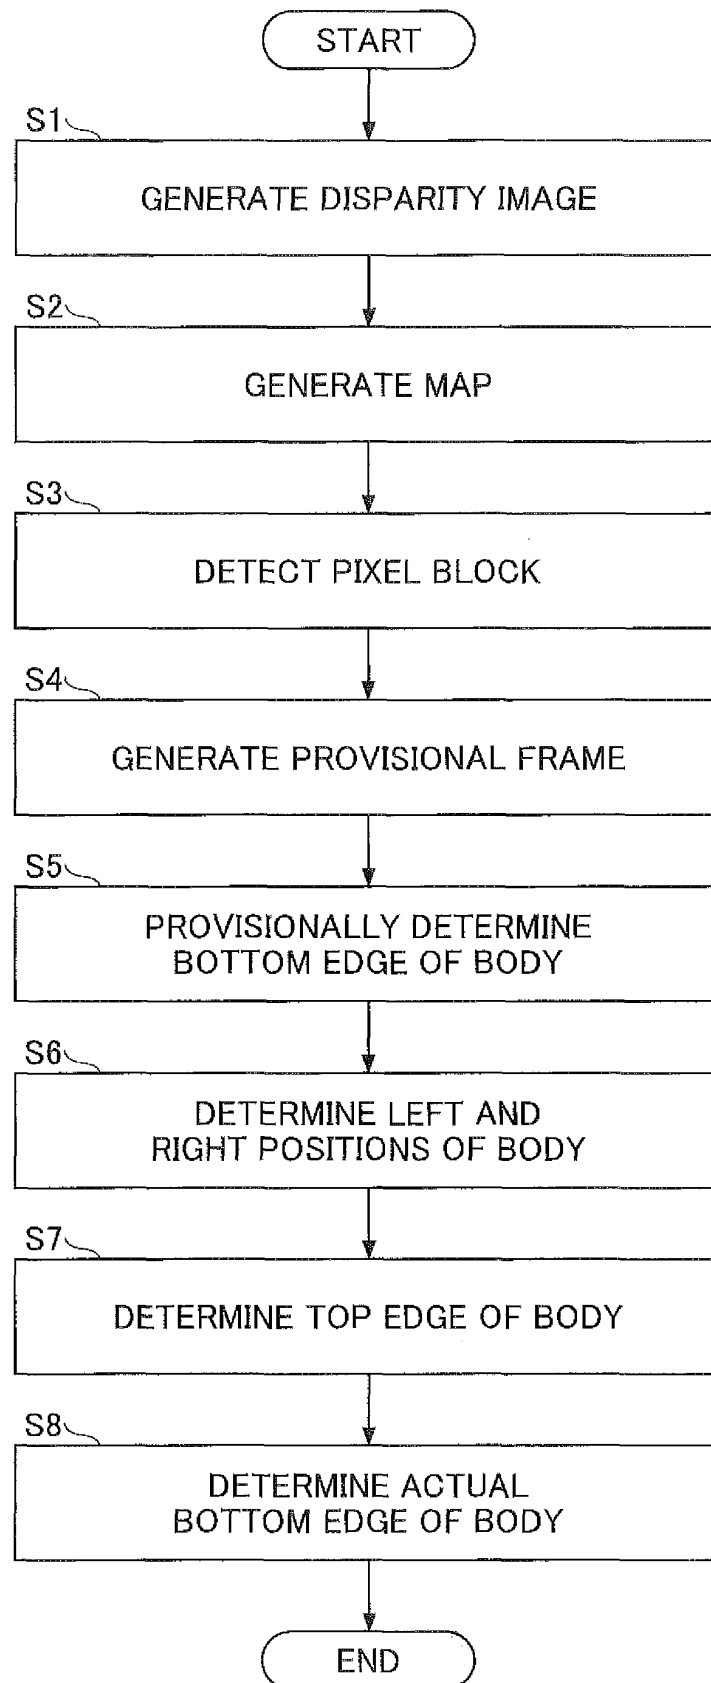 START
S1
GENERATE DISPARITY IMAGE
S2
GENERATE MAP
S3
DETECT PIXEL BLOCK
S4
GENERATE PROVISIONAL FRAME
S5
PROVISIONALLY DETERMINE
BOTTOM EDGE OF BODY
S6
DETERMINE LEFT AND
RIGHT POSITIONS OF BODY
S7
DETERMINE TOP EDGE OF BODY
S8
DETERMINE ACTUAL
BOTTOM EDGE OF BODY
END